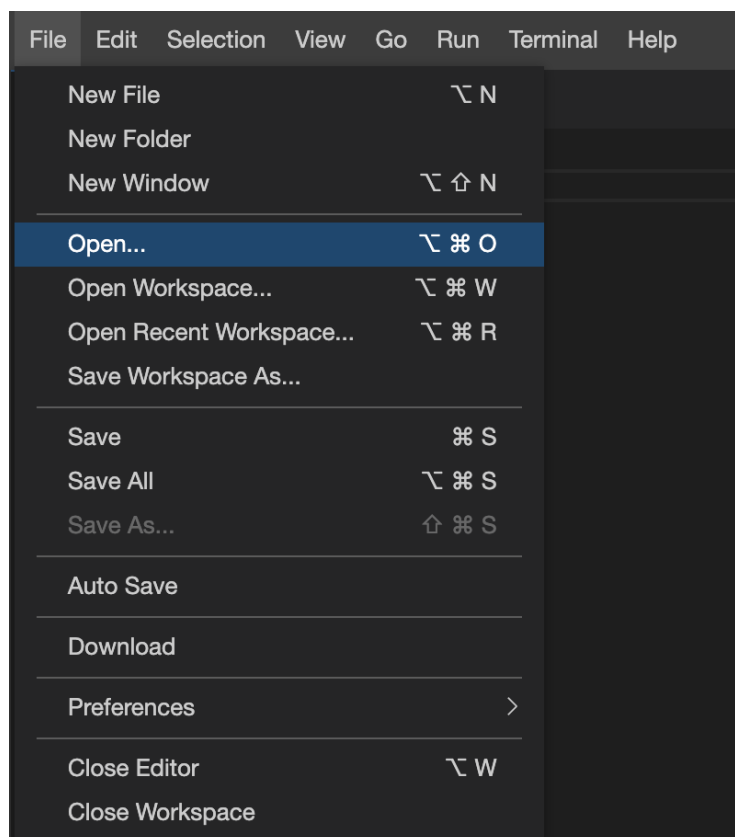 File Edit Selection View Go Run Terminal Help
New File ⌥ N
New Folder
New Window ⌥ ⇧ N
Open... ⌥ ⌘ O
Open Workspace... ⌥ ⌘ W
Open Recent Workspace... ⌥ ⌘ R
Save Workspace As...
Save ⌘ S
Save All ⌥ ⌘ S
Save As... ⇧ ⌘ S
Auto Save
Download
Preferences
Close Editor ⌥ W
Close Workspace